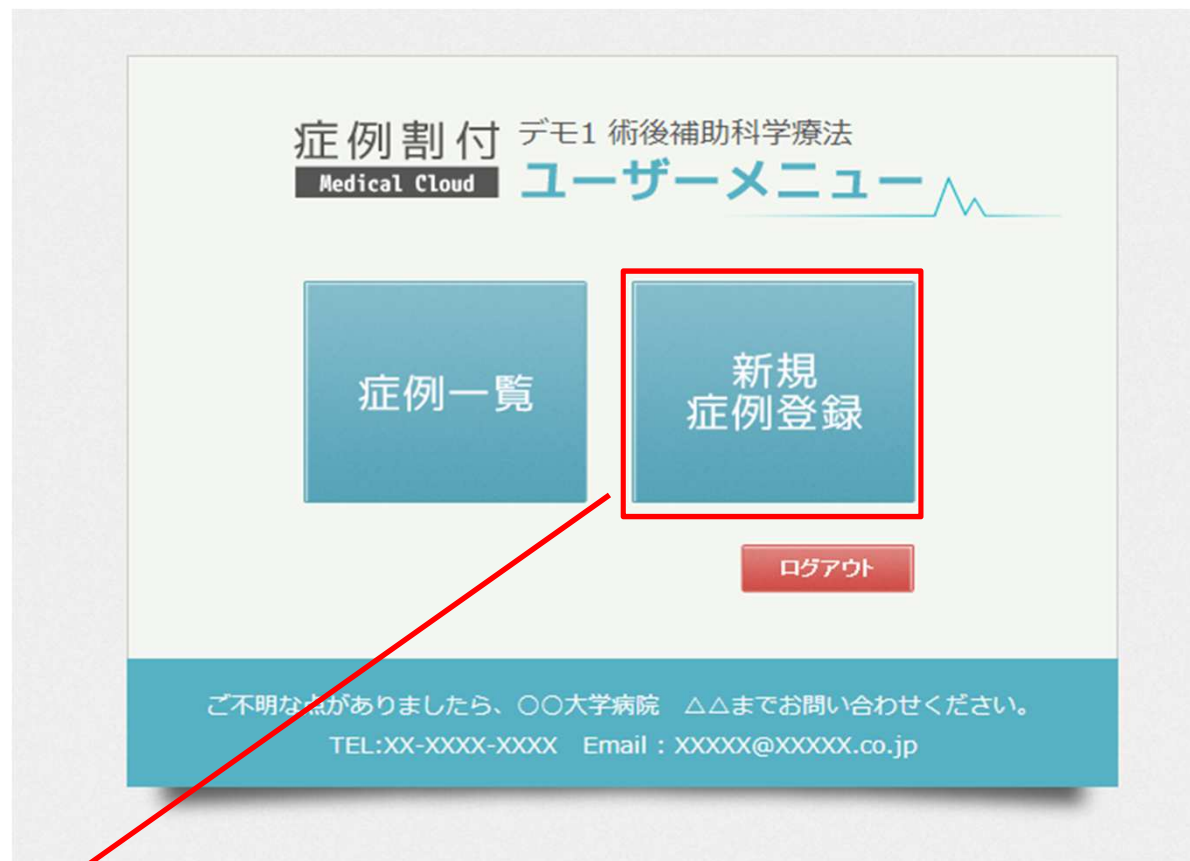 症例割付 デモ1 術後補助科学療法
Medical Cloud ユーザーメニュー
症例一覧
新規
症例登録
ログアウト
ご不明な点がありましたら、〇〇大学病院　△△までお問い合わせください。
TEL:XX-XXXX-XXXX　Email：XXXXX@XXXXX.co.jp